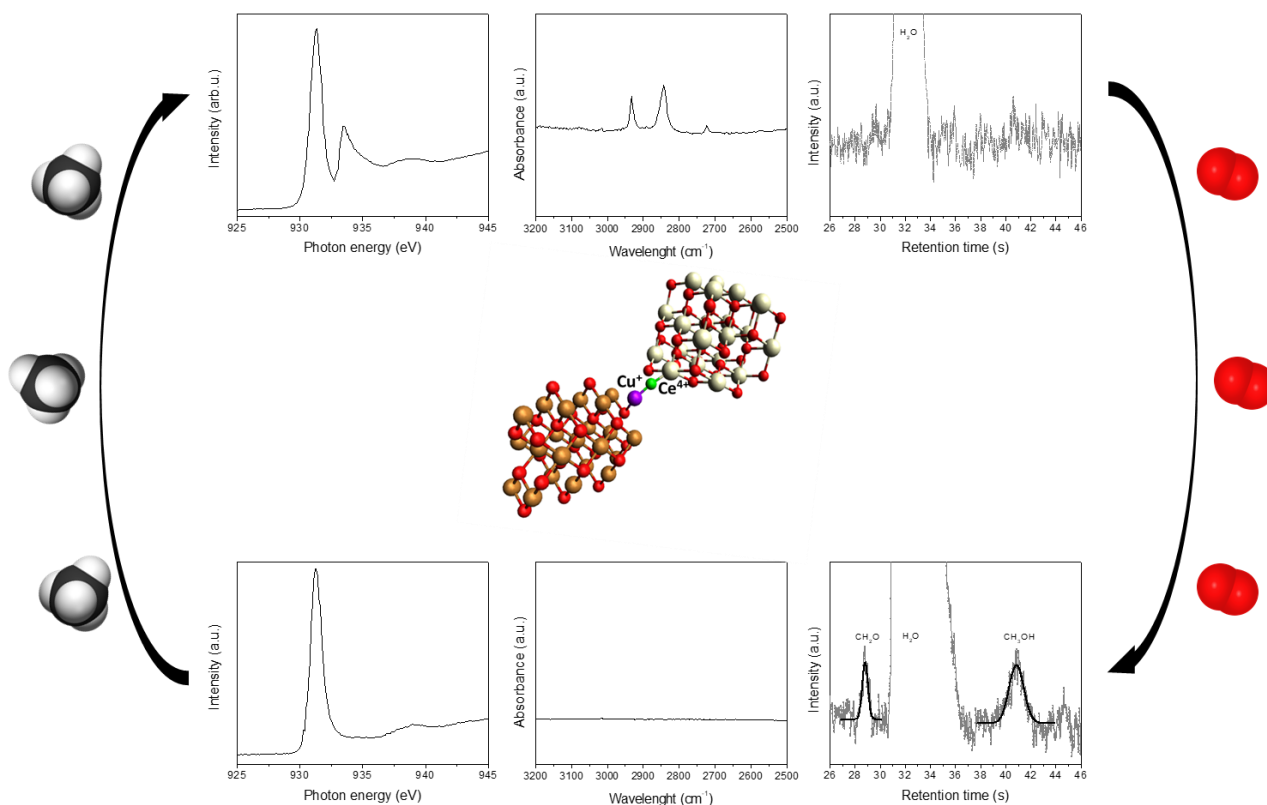 Intensity (arb.u.)
925 930 935 940 945
Photon energy (eV)
Absorbance (a.u.)
3200 3100 3000 2900 2800 2700 2600 2500
Wavelenght (cm⁻¹)
H₂O
Intensity (a.u.)
26 28 30 32 34 36 38 40 42 44 46
Retention time (s)
Cu⁺
Ce⁴⁺
Intensity (a.u.)
925 930 935 940 945
Photon energy (eV)
Absorbance (a.u.)
3200 3100 3000 2900 2800 2700 2600 2500
Wavelenght (cm⁻¹)
CH₂O H₂O CH₃OH
Intensity (a.u.)
26 28 30 32 34 36 38 40 42 44 46
Retention time (s)